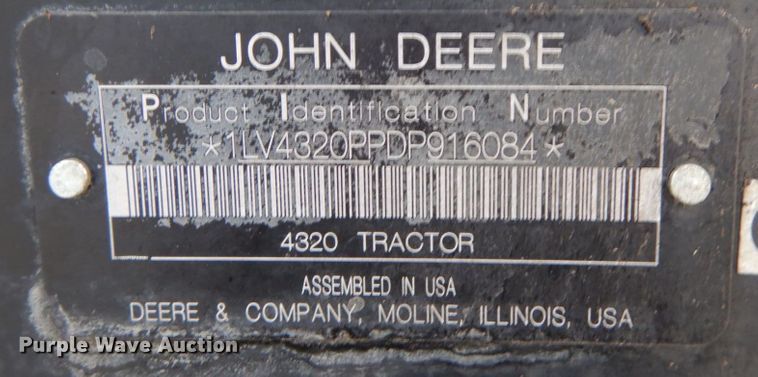 JOHN DEERE
Product Identification Number
*1LV4320PPDP916084*
4320 TRACTOR
ASSEMBLED IN USA
DEERE & COMPANY, MOLINE, ILLINOIS, USA
Purple Wave Auction